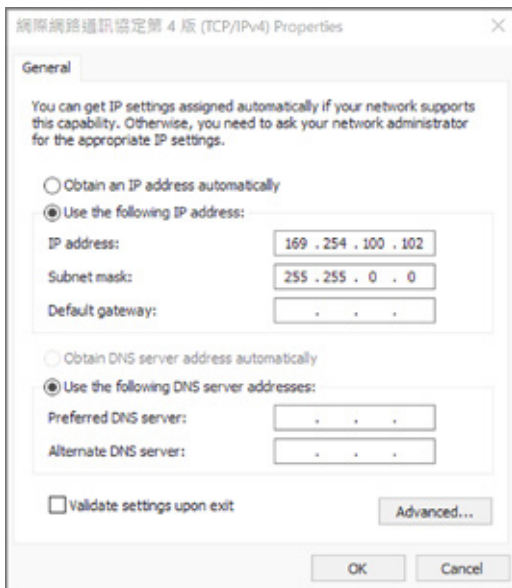 網際網路通訊協定第 4 版 (TCP/IPv4) Properties
General
You can get IP settings assigned automatically if your network supports
this capability. Otherwise, you need to ask your network administrator
for the appropriate IP settings.
Obtain an IP address automatically
Use the following IP address:
IP address: 169 . 254 . 100 . 102
Subnet mask: 255 . 255 . 0 . 0
Default gateway: . . .
Obtain DNS server address automatically
Use the following DNS server addresses:
Preferred DNS server: . . .
Alternate DNS server: . . .
Validate settings upon exit Advanced...
OK Cancel